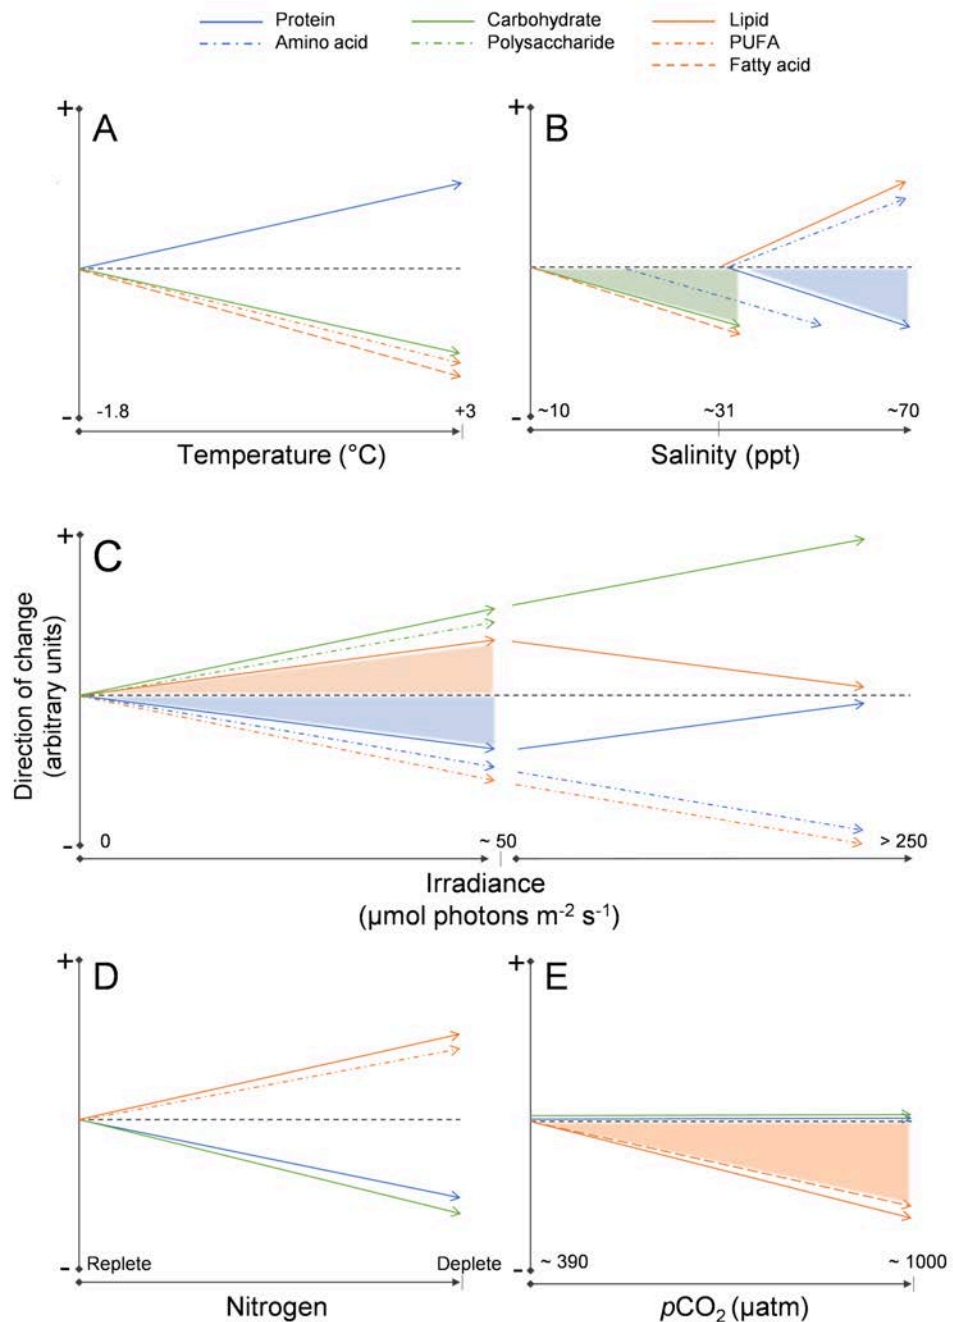 Protein Carbohydrate Lipid
Amino acid Polysaccharide PUFA
Fatty acid
+ A
-
-1.8 +3
Temperature (°C)
+ B
-
~10 ~31 ~70
Salinity (ppt)
+ C
Direction of change
(arbitrary units)
-
0 ~ 50 > 250
Irradiance
(µmol photons m⁻² s⁻¹)
+ D
-
Replete Deplete
Nitrogen
+ E
-
~ 390 ~ 1000
pCO₂ (µatm)